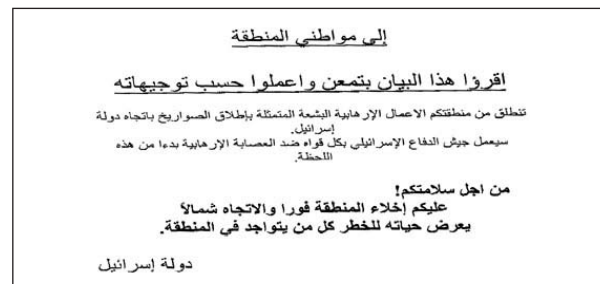 إلى مواطني المنطقة
اقرؤا هذا البيان بتمعن واعملوا حسب توجيهاته
تنطلق من منطقتكم الاعمال الإرهابية البشعة المتمثلة بإطلاق الصواريخ باتجاه دولة
إسرائيل.
سيعمل جيش الدفاع الإسرائيلي بكل قواه ضد العصابة الإرهابية بدءا من هذه
اللحظة.
من اجل سلامتكم!
عليكم إخلاء المنطقة فورا والاتجاه شمالاً
يعرض حياته للخطر كل من يتواجد في المنطقة.
دولة إسرائيل